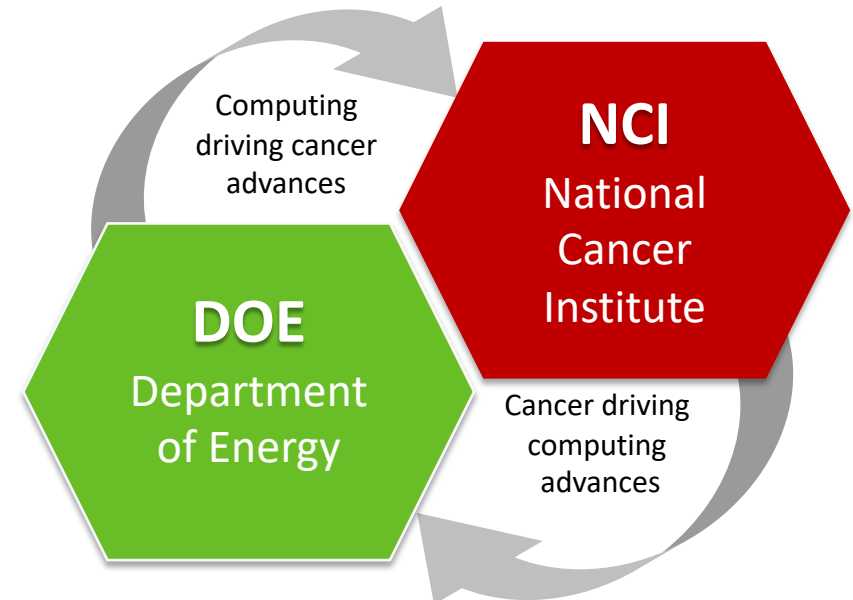 Computing
driving cancer
advances
NCI
National
Cancer
Institute
DOE
Department
of Energy
Cancer driving
computing
advances